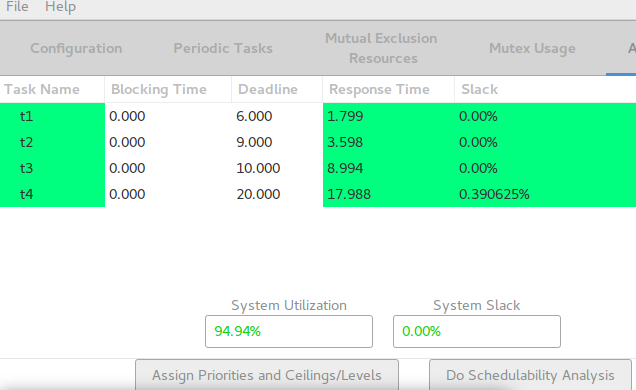 File Help
Configuration Periodic Tasks Mutual Exclusion Resources Mutex Usage A
Task Name Blocking Time Deadline Response Time Slack
t1 0.000 6.000 1.799 0.00%
t2 0.000 9.000 3.598 0.00%
t3 0.000 10.000 8.994 0.00%
t4 0.000 20.000 17.988 0.390625%
System Utilization System Slack
94.94% 0.00%
Assign Priorities and Ceilings/Levels Do Schedulability Analysis